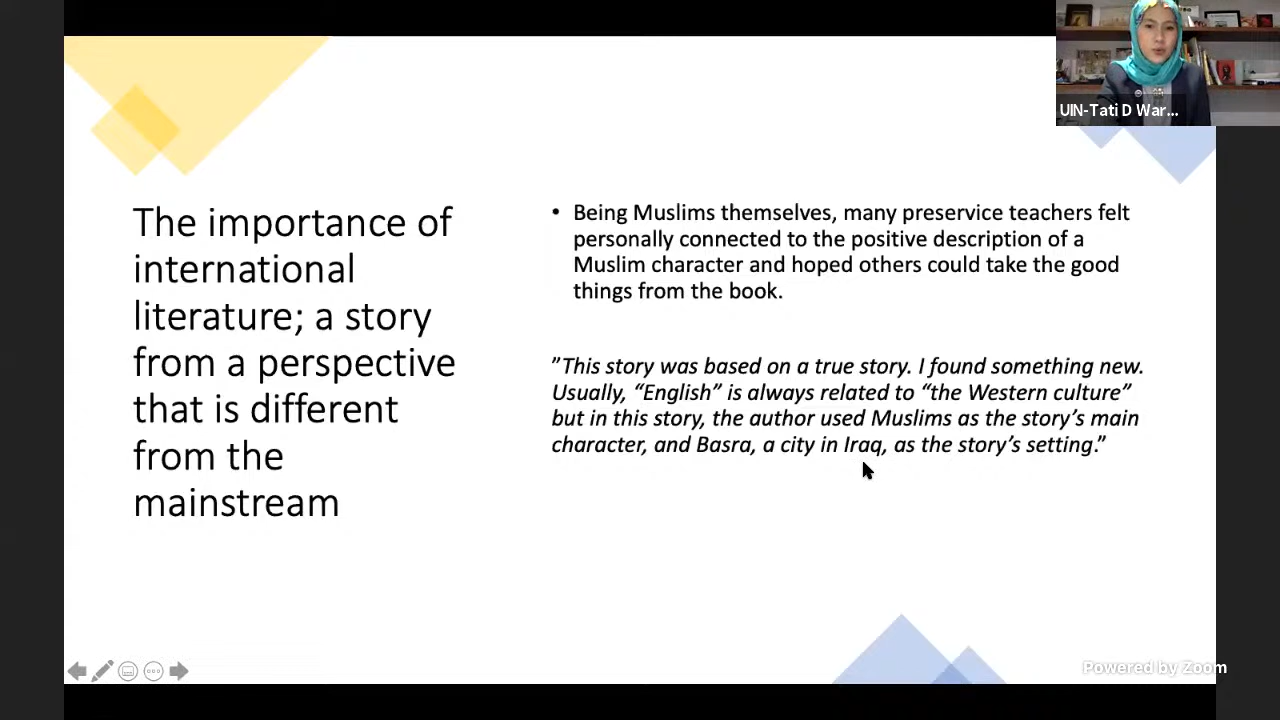 UIN-Tati D War...
The importance of
international
literature; a story
from a perspective
that is different
from the
mainstream
• Being Muslims themselves, many preservice teachers felt
personally connected to the positive description of a
Muslim character and hoped others could take the good
things from the book.
”This story was based on a true story. I found something new.
Usually, “English” is always related to “the Western culture”
but in this story, the author used Muslims as the story’s main
character, and Basra, a city in Iraq, as the story’s setting.”
Powered by Zoom